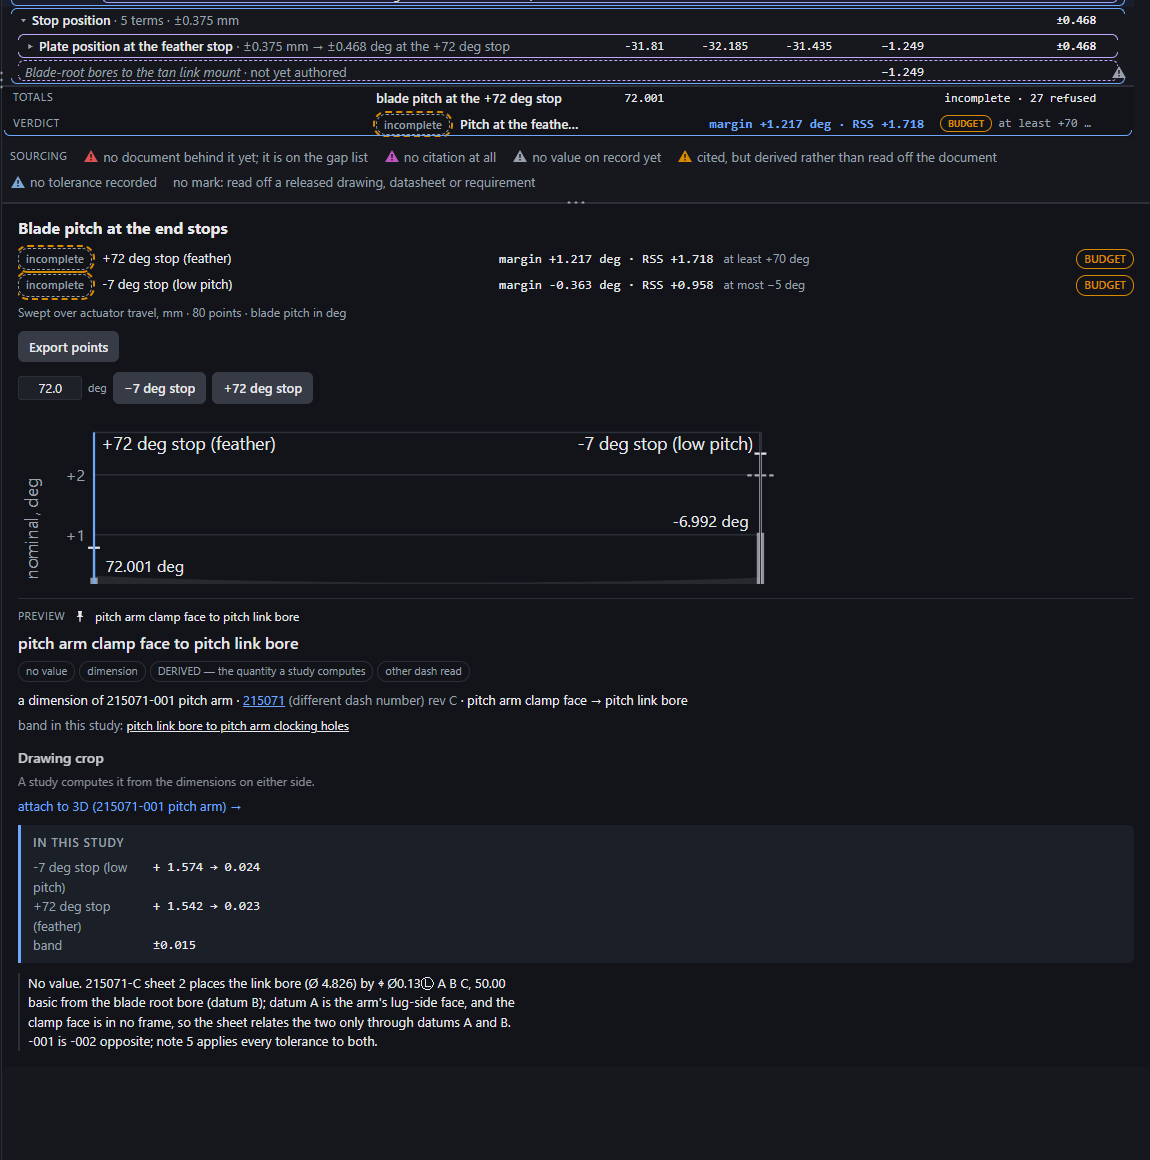 Stop position · 5 terms · ±0.375 mm ±0.468
Plate position at the feather stop · ±0.375 mm → ±0.468 deg at the +72 deg stop -31.81 -32.185 -31.435 −1.249 ±0.468
Blade-root bores to the tan link mount · not yet authored −1.249
TOTALS blade pitch at the +72 deg stop 72.001 incomplete · 27 refused
VERDICT incomplete Pitch at the feathe... margin +1.217 deg · RSS +1.718 BUDGET at least +70 …
SOURCING no document behind it yet; it is on the gap list no citation at all no value on record yet cited, but derived rather than read off the document
no tolerance recorded no mark: read off a released drawing, datasheet or requirement
Blade pitch at the end stops
incomplete +72 deg stop (feather) margin +1.217 deg · RSS +1.718 at least +70 deg BUDGET
incomplete -7 deg stop (low pitch) margin -0.363 deg · RSS +0.958 at most −5 deg BUDGET
Swept over actuator travel, mm · 80 points · blade pitch in deg
Export points
72.0 deg −7 deg stop +72 deg stop
+72 deg stop (feather) -7 deg stop (low pitch)
+2
nominal, deg
-6.992 deg
+1
72.001 deg
PREVIEW pitch arm clamp face to pitch link bore
pitch arm clamp face to pitch link bore
no value dimension DERIVED — the quantity a study computes other dash read
a dimension of 215071-001 pitch arm · 215071 (different dash number) rev C · pitch arm clamp face → pitch link bore
band in this study: pitch link bore to pitch arm clocking holes
Drawing crop
A study computes it from the dimensions on either side.
attach to 3D (215071-001 pitch arm) →
IN THIS STUDY
-7 deg stop (low + 1.574 → 0.024
pitch)
+72 deg stop + 1.542 → 0.023
(feather)
band ±0.015
No value. 215071-C sheet 2 places the link bore (Ø 4.826) by ⌖ Ø0.13Ⓛ A B C, 50.00
basic from the blade root bore (datum B); datum A is the arm's lug-side face, and the
clamp face is in no frame, so the sheet relates the two only through datums A and B.
-001 is -002 opposite; note 5 applies every tolerance to both.